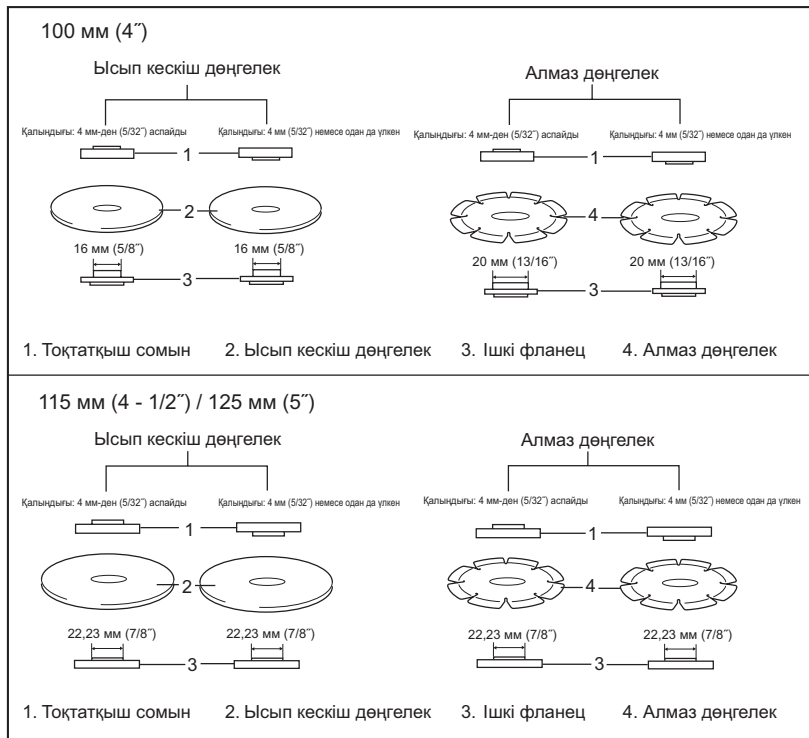 100 мм (4˝)
Ысып кескіш дөңгелек Алмаз дөңгелек
Қалыңдығы: 4 мм-ден (5/32˝) аспайды Қалыңдығы: 4 мм (5/32˝) немесе одан да үлкен Қалыңдығы: 4 мм-ден (5/32˝) аспайды Қалыңдығы: 4 мм (5/32˝) немесе одан да үлкен
1 1
2 4
16 мм (5/8˝) 16 мм (5/8˝) 20 мм (13/16˝) 20 мм (13/16˝)
3 3
1. Тоқтатқыш сомын 2. Ысып кескіш дөңгелек 3. Ішкі фланец 4. Алмаз дөңгелек
115 мм (4 - 1/2˝) / 125 мм (5˝)
Ысып кескіш дөңгелек Алмаз дөңгелек
Қалыңдығы: 4 мм-ден (5/32˝) аспайды Қалыңдығы: 4 мм (5/32˝) немесе одан да үлкен Қалыңдығы: 4 мм-ден (5/32˝) аспайды Қалыңдығы: 4 мм (5/32˝) немесе одан да үлкен
1 1
2 4
22,23 мм (7/8˝) 22,23 мм (7/8˝) 22,23 мм (7/8˝) 22,23 мм (7/8˝)
3 3
1. Тоқтатқыш сомын 2. Ысып кескіш дөңгелек 3. Ішкі фланец 4. Алмаз дөңгелек